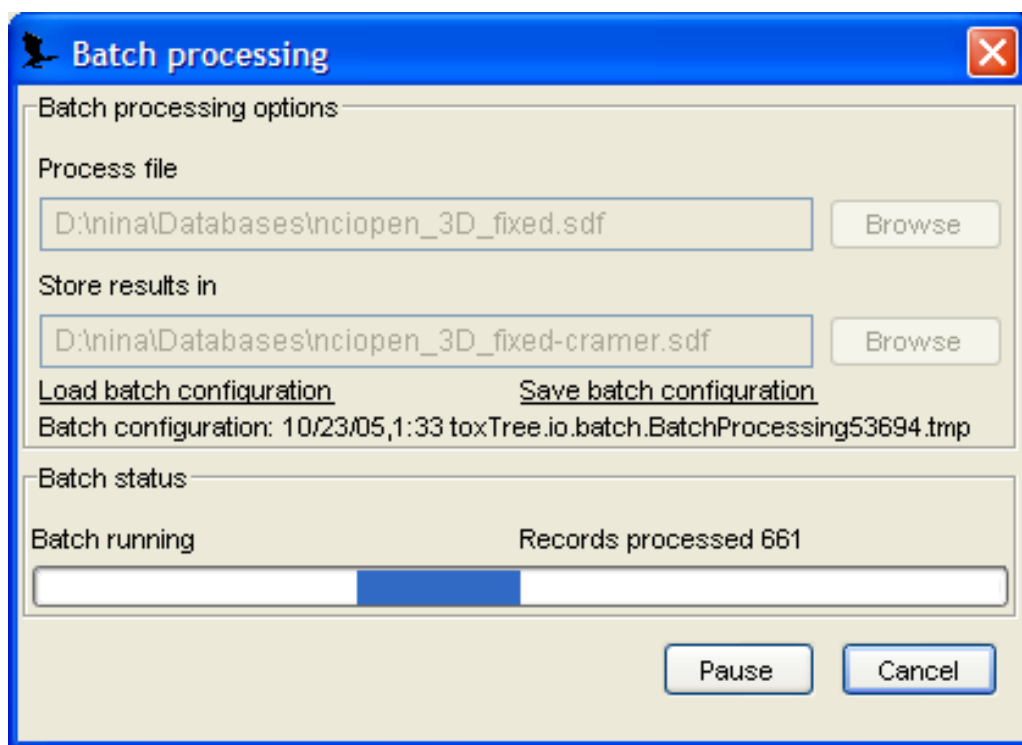 Batch processing
Batch processing options
Process file
D:\nina\Databases\nciopen_3D_fixed.sdf Browse
Store results in
D:\nina\Databases\nciopen_3D_fixed-cramer.sdf Browse
Load batch configuration Save batch configuration
Batch configuration: 10/23/05,1:33 toxTree.io.batch.BatchProcessing53694.tmp
Batch status
Batch running Records processed 661
Pause Cancel